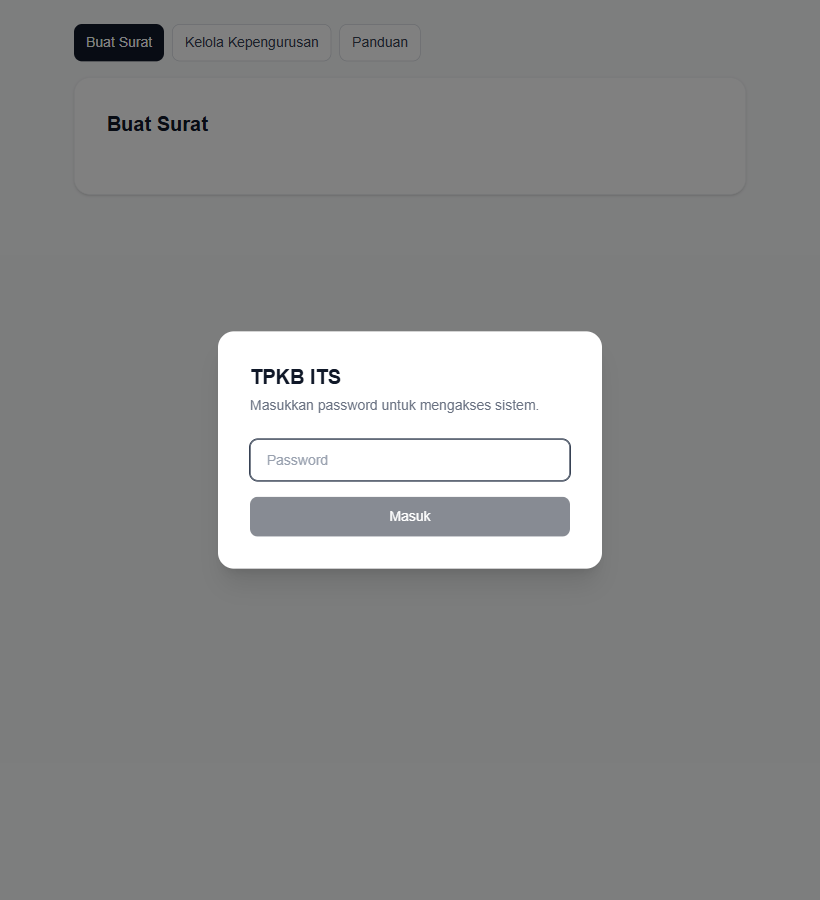 Buat Surat Kelola Kepengurusan Panduan
Buat Surat
TPKB ITS
Masukkan password untuk mengakses sistem.
Password
Masuk